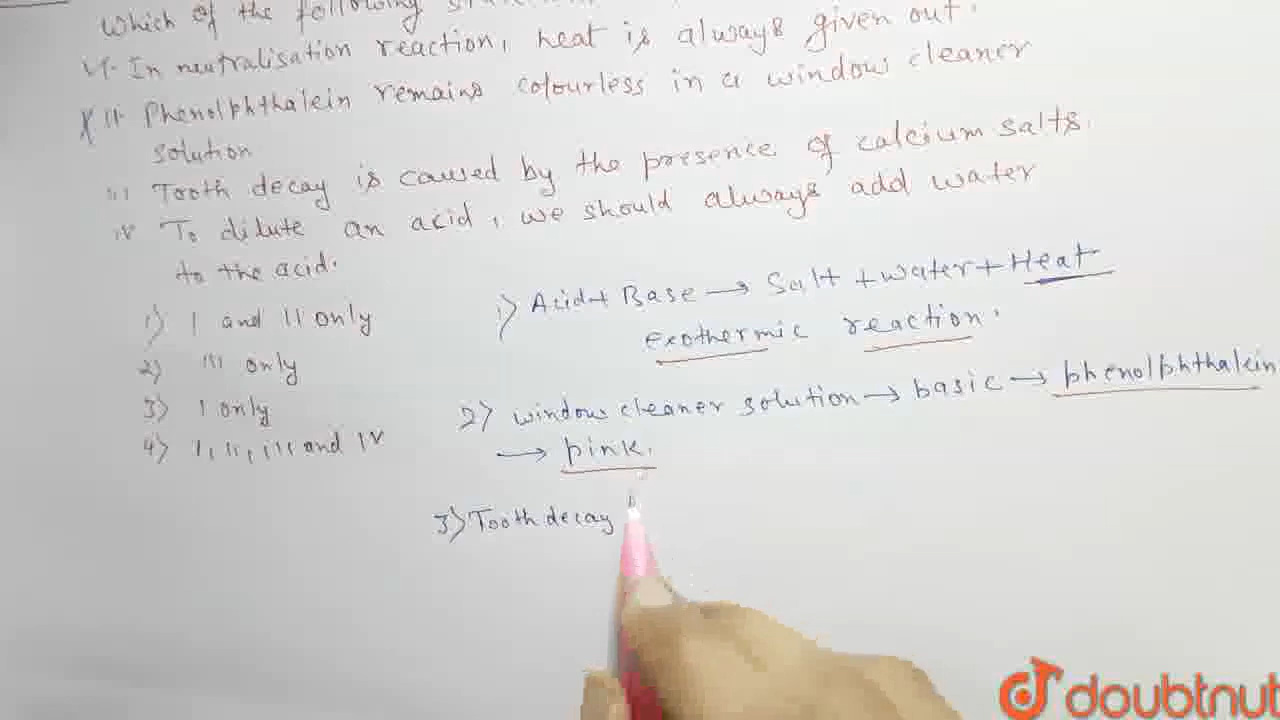 Which of the following
I. In neutralisation reaction, heat is always given out.
II. Phenolphthalein remains colourless in a window cleaner
solution
III Tooth decay is caused by the presence of calcium salts.
IV To dilute an acid, we should always add water
to the acid.
1) I and II only
2) III only
3) I only
4) I, II, III and IV
1) Acid + Base → Salt + Water + Heat
exothermic reaction.
2) window cleaner solution → basic → phenolphthalein
→ pink.
3) Tooth decay
doubtnut